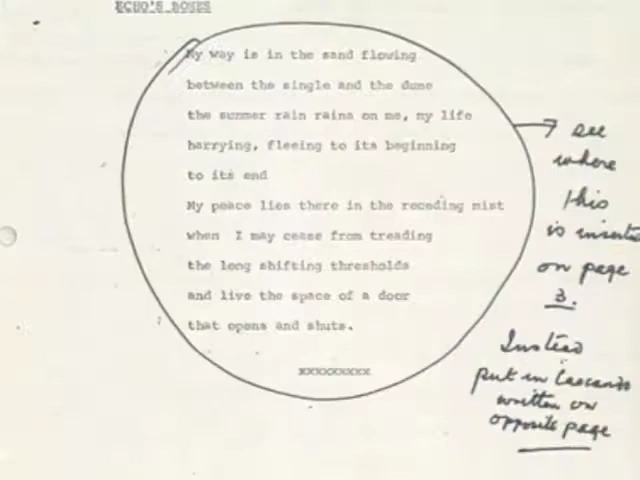 ECHO'S BONES
My way is in the sand flowing
between the single and the dune
the summer rain rains on me, my life
harrying, fleeing to its beginning
to its end
My peace lies there in the receding mist
when I may cease from treading
the long shifting thresholds
and live the space of a door
that opens and shuts.
xxxxxxxxxx
see
where
this
is
on page
3.
Instead
put in
written on
opposite page